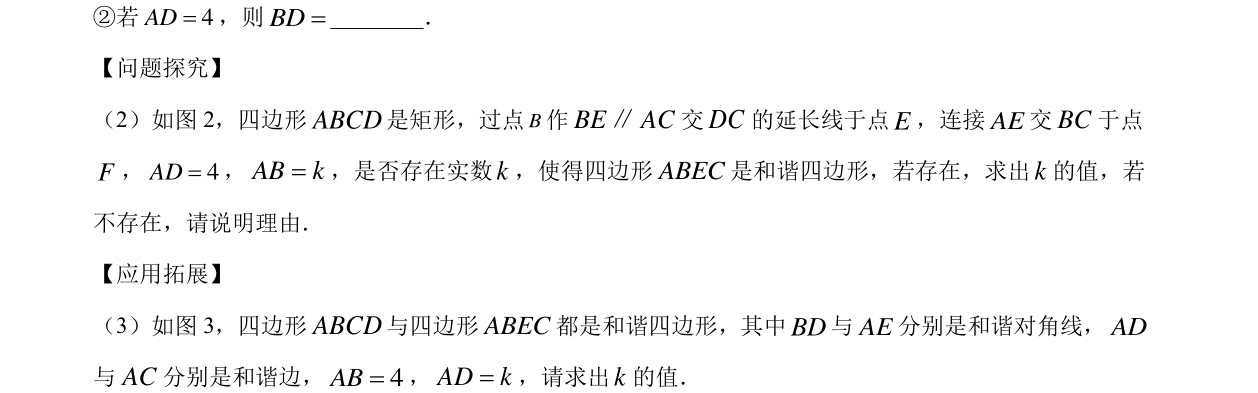 ②若 AD = 4，则 BD = ________．
【问题探究】
（2）如图 2，四边形 ABCD 是矩形，过点 B 作 BE ∥ AC 交 DC 的延长线于点 E，连接 AE 交 BC 于点
F，AD = 4，AB = k，是否存在实数 k，使得四边形 ABEC 是和谐四边形，若存在，求出 k 的值，若
不存在，请说明理由．
【应用拓展】
（3）如图 3，四边形 ABCD 与四边形 ABEC 都是和谐四边形，其中 BD 与 AE 分别是和谐对角线，AD
与 AC 分别是和谐边，AB = 4，AD = k，请求出 k 的值．